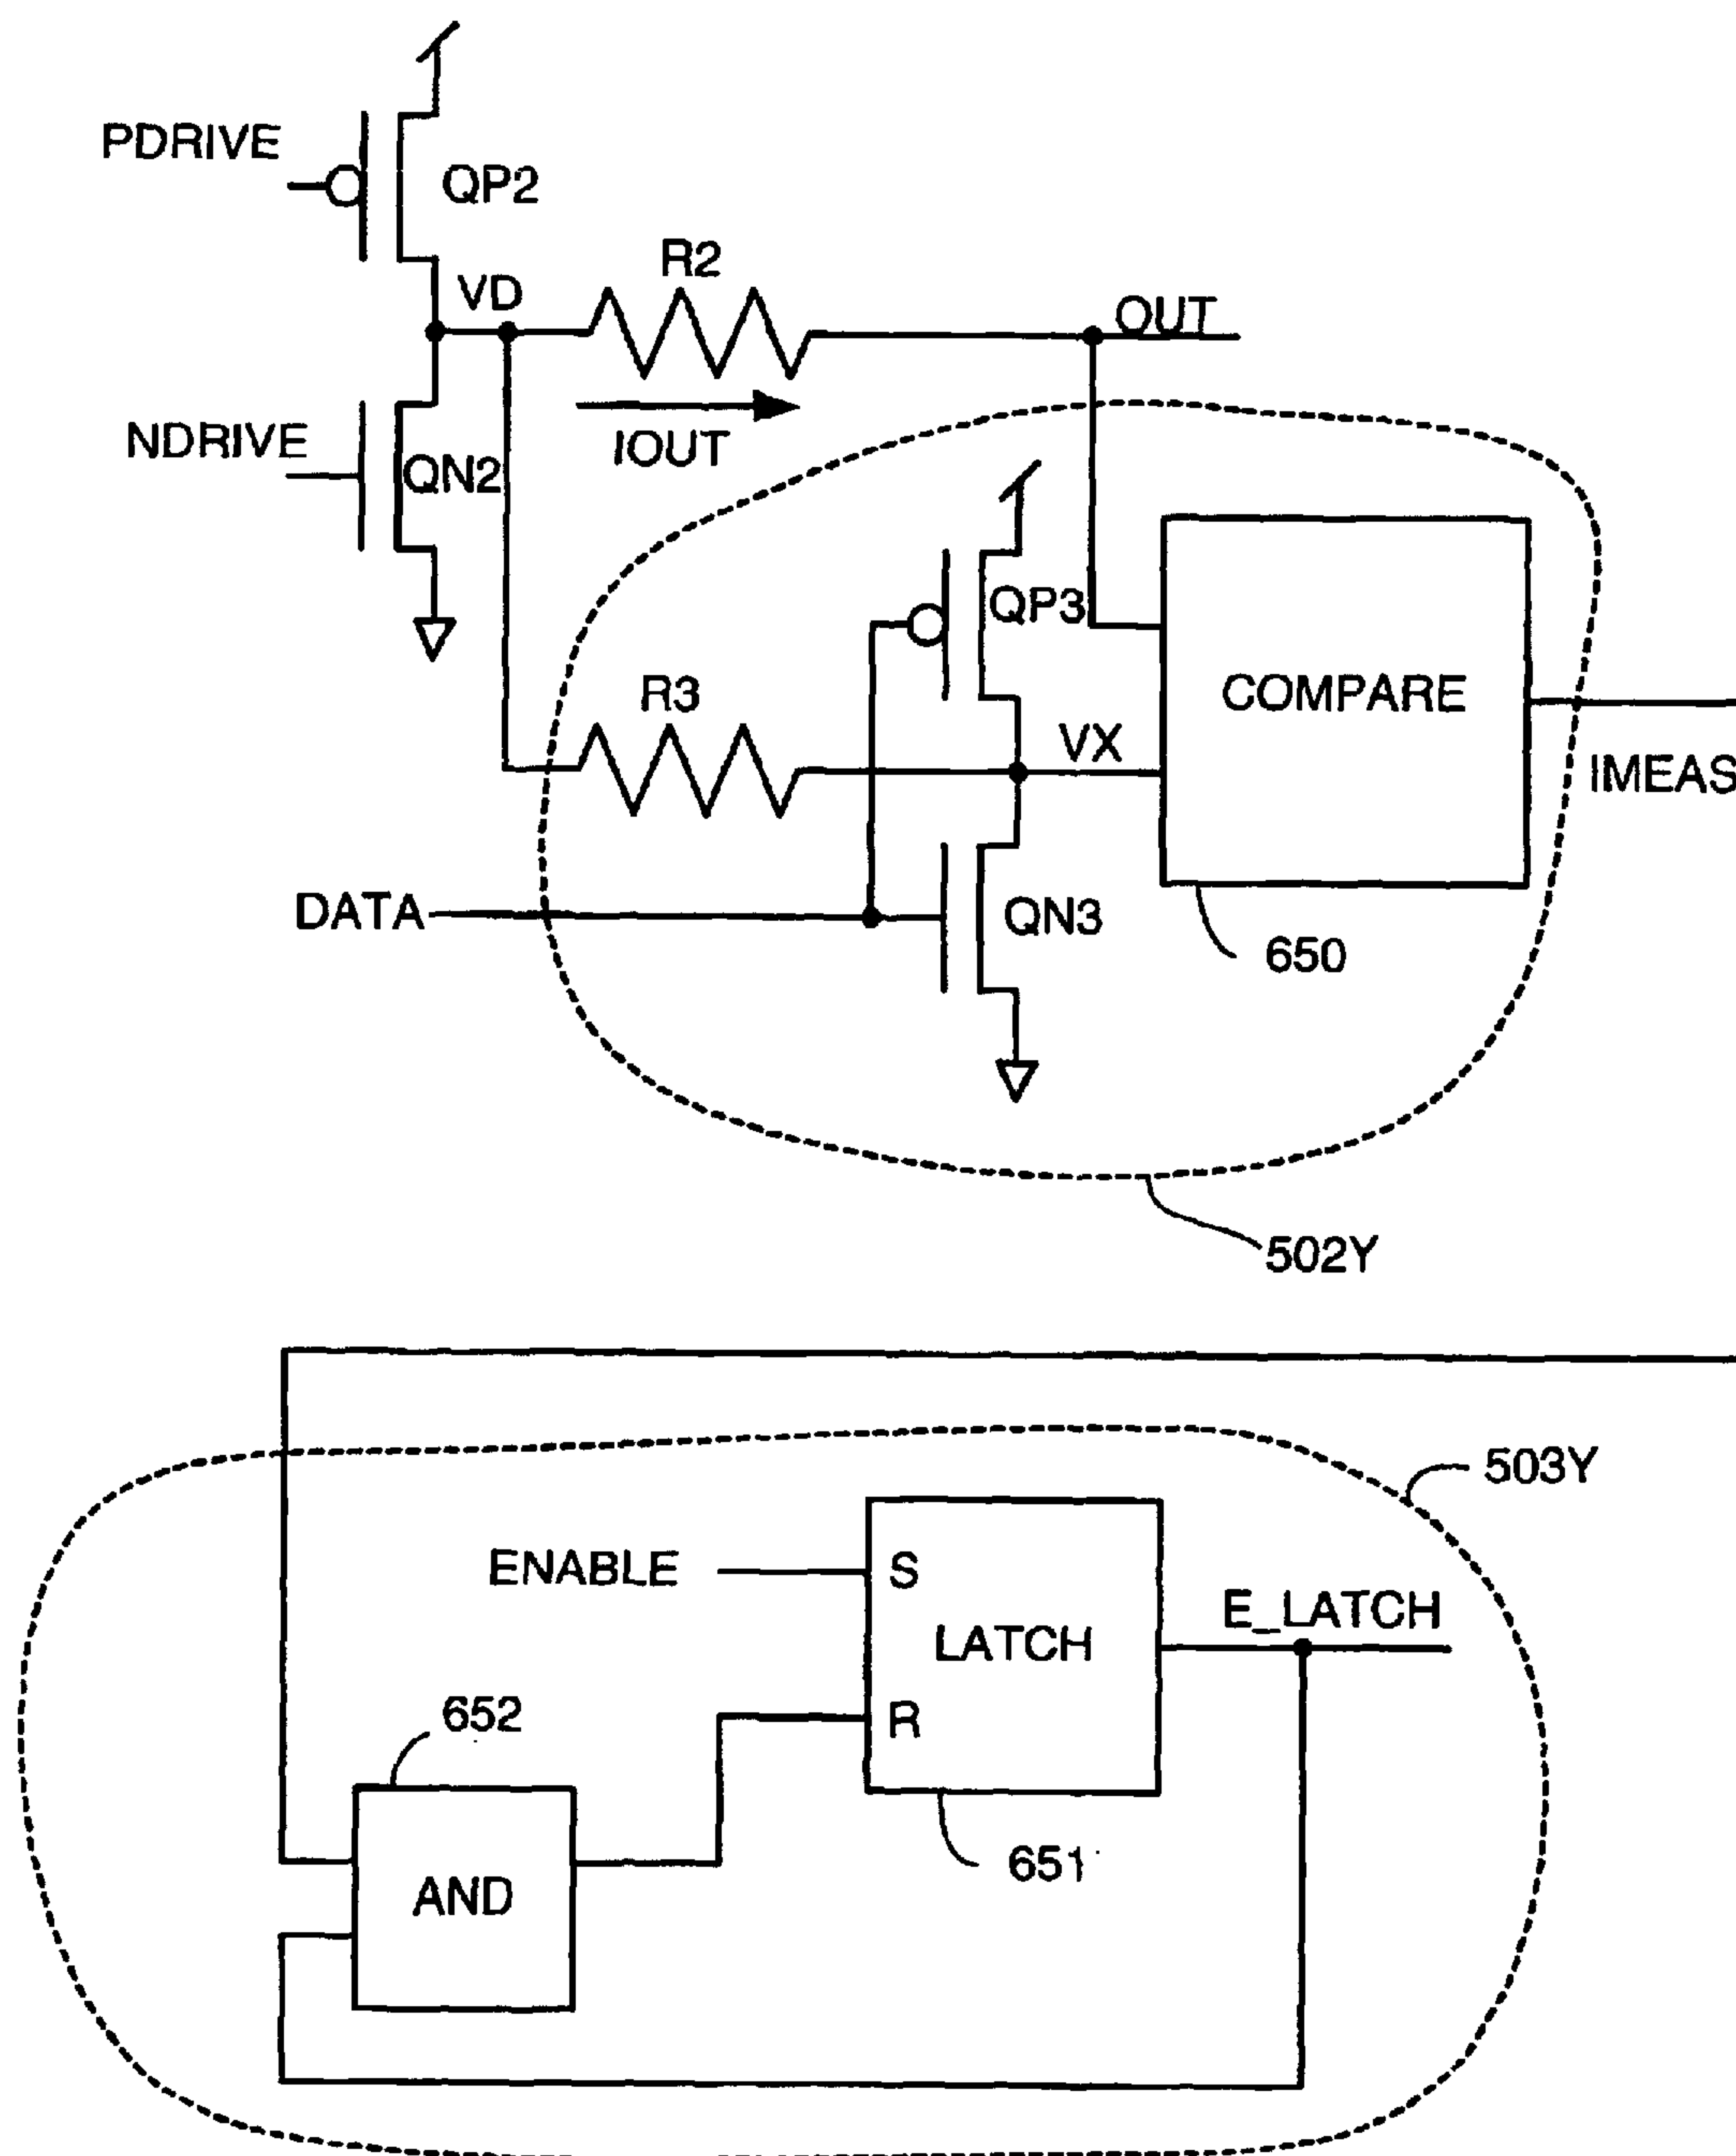 PDRIVE
QP2
R2
VD
OUT
NDRIVE
QN2
IOUT
QP3
COMPARE
R3
VX
IMEAS
DATA
QN3
650
502Y
503Y
ENABLE
S
E_LATCH
LATCH
652
R
651
AND